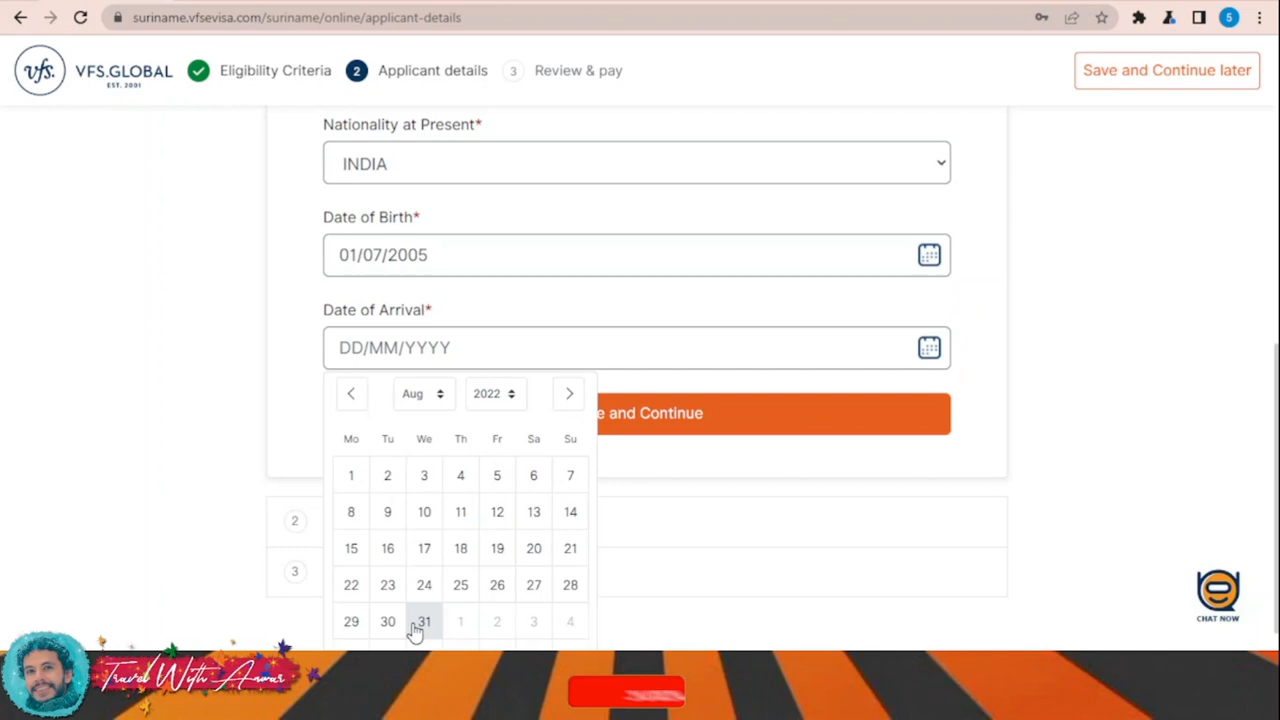 suriname.vfsevisa.com/suriname/online/applicant-details
5
vfs.
VFS.GLOBAL
EST. 2001
Eligibility Criteria
2
Applicant details
3
Review & pay
Save and Continue later
Nationality at Present*
INDIA
Date of Birth*
01/07/2005
Date of Arrival*
DD/MM/YYYY
Aug
2022
e and Continue
Mo Tu We Th Fr Sa Su
1 2 3 4 5 6 7
8 9 10 11 12 13 14
15 16 17 18 19 20 21
22 23 24 25 26 27 28
29 30 31 1 2 3 4
2
3
CHAT NOW
Travel With Anwar